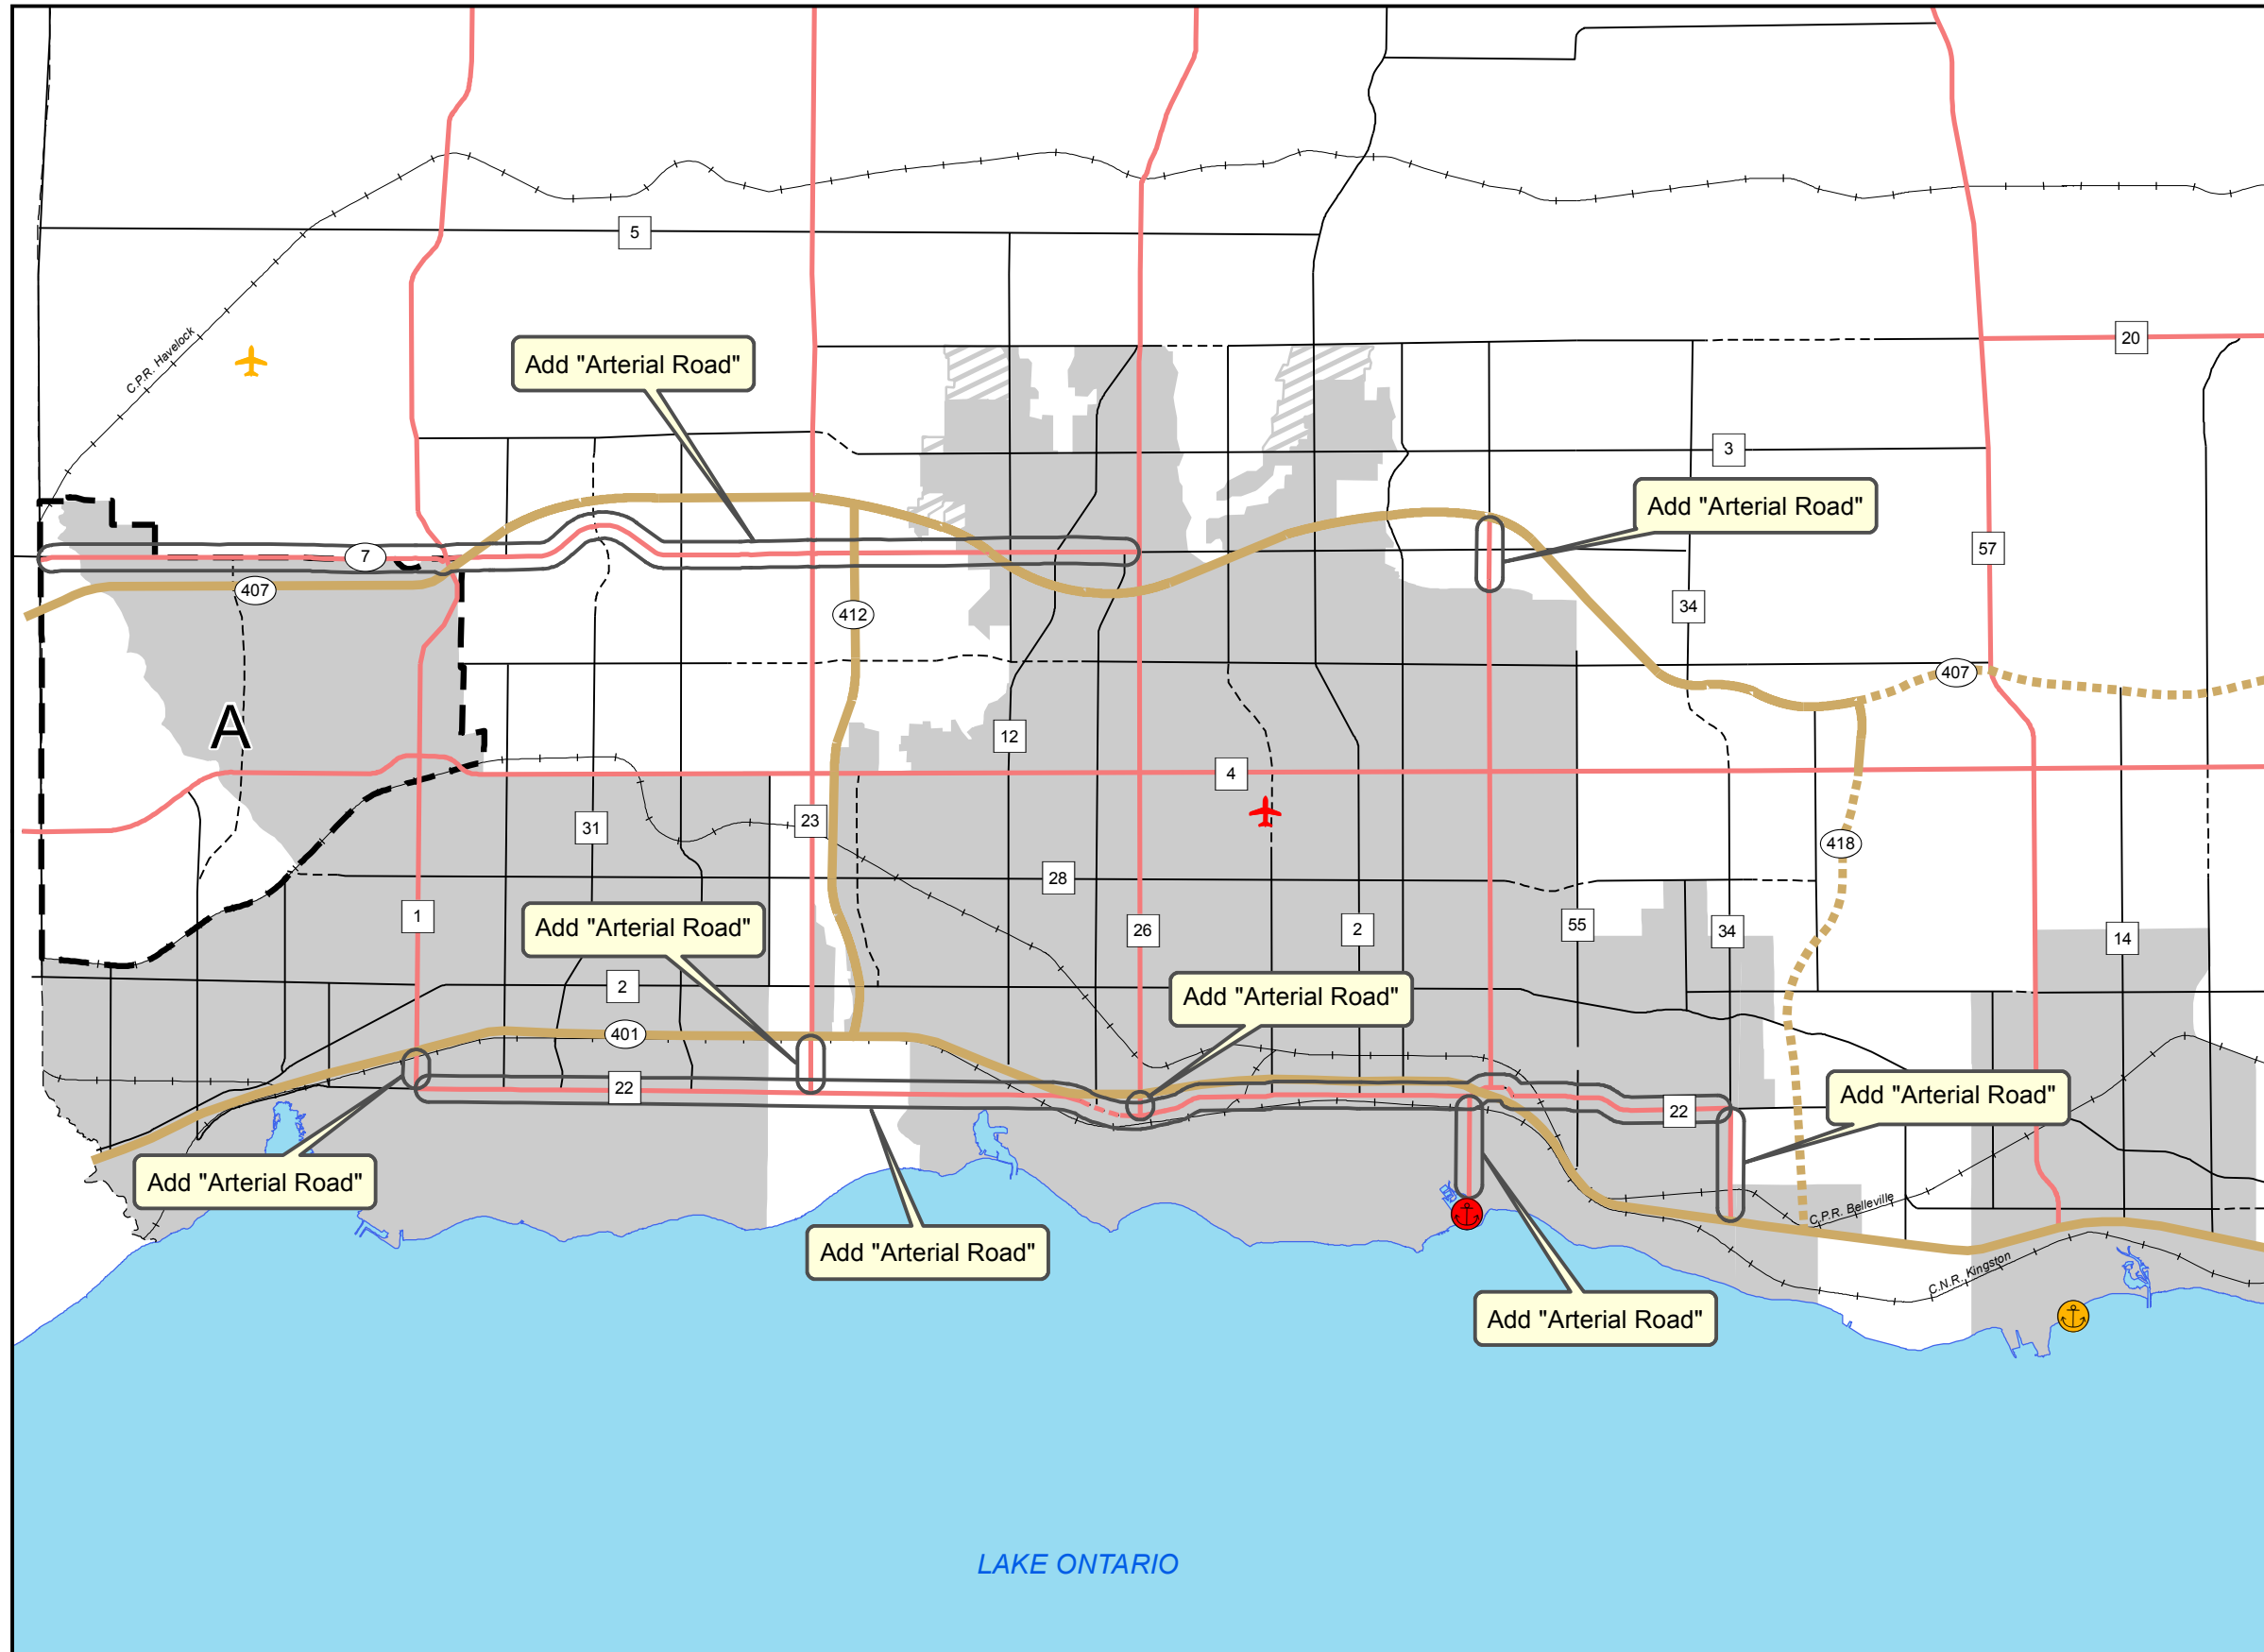 5
20
C.P.R. Havelock
Add "Arterial Road"
3
Add "Arterial Road"
57
7
407
34
412
407
12
4
A
31
23
418
28
1
Add "Arterial Road"
26
2
55
34
14
2
Add "Arterial Road"
401
22
Add "Arterial Road"
22
Add "Arterial Road"
C.P.R. Belleville
Add "Arterial Road"
C.N.R. Kingston
Add "Arterial Road"
LAKE ONTARIO